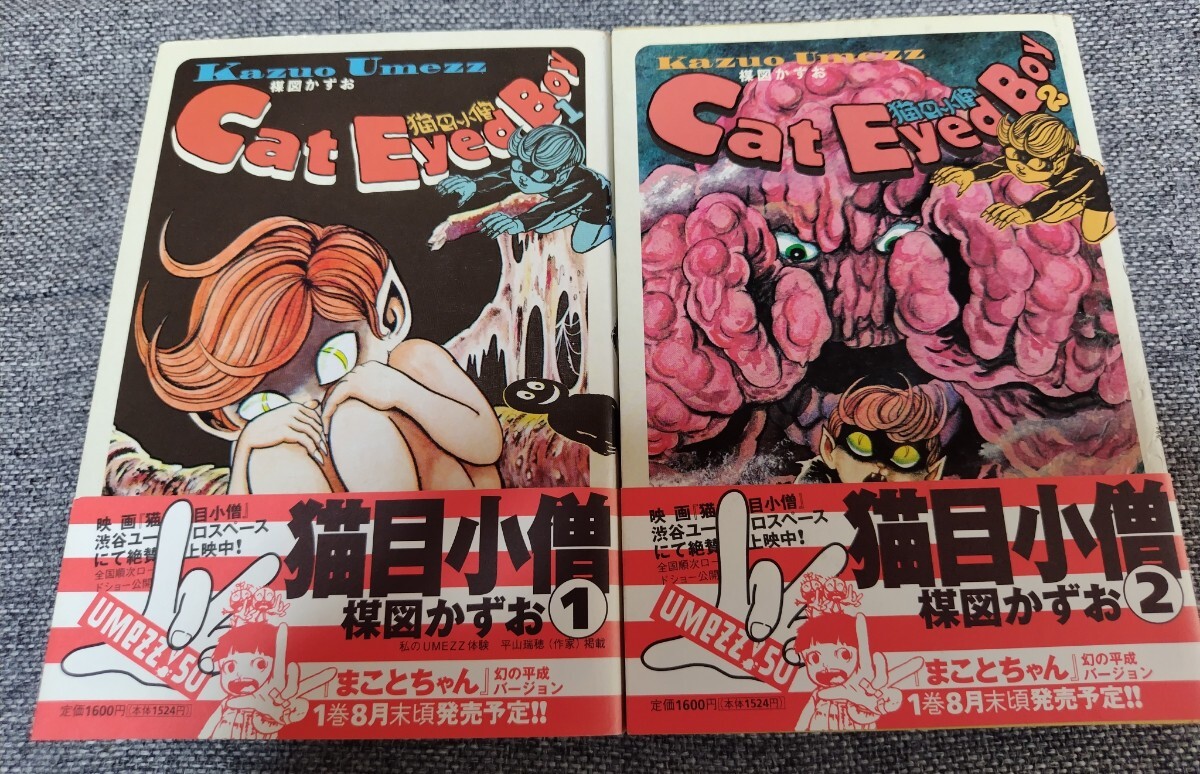 Kazuo Umezz
楳図かずお
Cat Eyed Boy
猫目小僧
1
映画『猫目小僧』
渋谷ユーロスペース
にて絶賛上映中!
全国順次ロー
ドショー公開
猫目小僧
楳図かずお 1
私のUMEZZ体験 平山瑞穂(作家)掲載
UMEZZ.50
『まことちゃん』幻の平成
バージョン
1巻8月末頃発売予定!!
定価1600円(本体1524円)
Kazuo Umezz
楳図かずお
Cat Eyed Boy
猫目小僧
2
映画『猫目小僧』
渋谷ユーロスペース
にて絶賛上映中!
全国順次ロー
ドショー公開
猫目小僧
楳図かずお 2
UMEZZ.50
『まことちゃん』幻の平成
バージョン
1巻8月末頃発売予定!!
定価1600円(本体1524円)